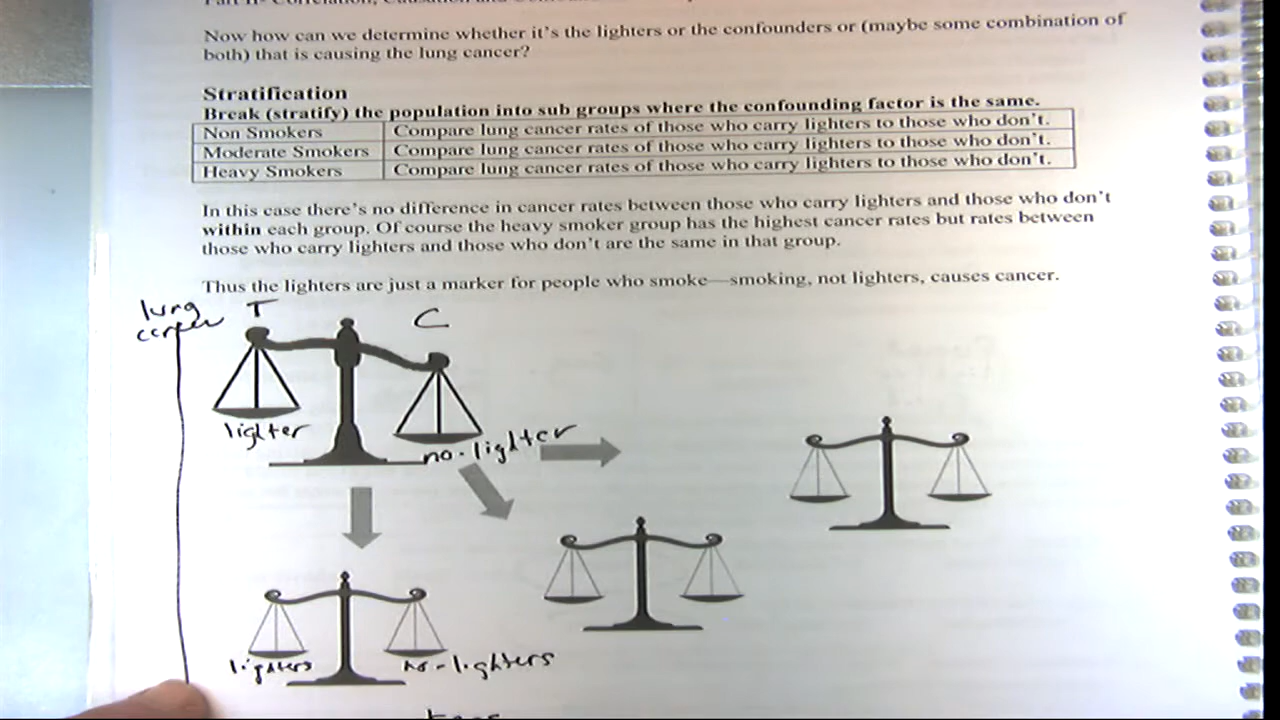 Now how can we determine whether it's the lighters or the confounders or (maybe some combination of
both) that is causing the lung cancer?
Stratification
Break (stratify) the population into sub groups where the confounding factor is the same.
Non Smokers Compare lung cancer rates of those who carry lighters to those who don't.
Moderate Smokers Compare lung cancer rates of those who carry lighters to those who don't.
Heavy Smokers Compare lung cancer rates of those who carry lighters to those who don't.
In this case there's no difference in cancer rates between those who carry lighters and those who don't
within each group. Of course the heavy smoker group has the highest cancer rates but rates between
those who carry lighters and those who don't are the same in that group.
Thus the lighters are just a marker for people who smoke—smoking, not lighters, causes cancer.
lung
cancer
T
C
lighter
no-lighter
lighters
no-lighters